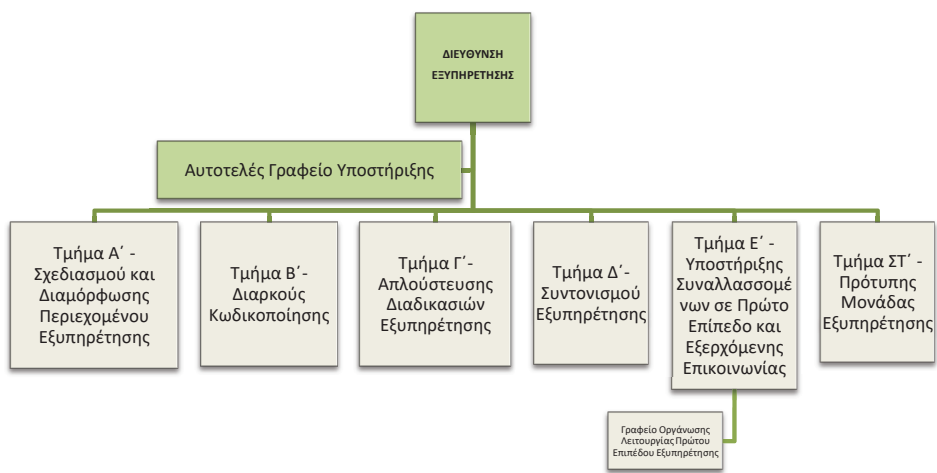 ΔΙΕΥΘΥΝΣΗ
ΕΞΥΠΗΡΕΤΗΣΗΣ
Αυτοτελές Γραφείο Υποστήριξης
Τμήμα Α΄ -
Σχεδιασμού και
Διαμόρφωσης
Περιεχομένου
Εξυπηρέτησης
Τμήμα Β΄-
Διαρκούς
Κωδικοποίησης
Τμήμα Γ΄-
Απλούστευσης
Διαδικασιών
Εξυπηρέτησης
Τμήμα Δ΄-
Συντονισμού
Εξυπηρέτησης
Τμήμα Ε΄ -
Υποστήριξης
Συναλλασσομέ
νων σε Πρώτο
Επίπεδο και
Εξερχόμενης
Επικοινωνίας
Τμήμα ΣΤ΄ -
Πρότυπης
Μονάδας
Εξυπηρέτησης
Γραφείο Οργάνωσης
Λειτουργίας Πρώτου
Επιπέδου Εξυπηρέτησης